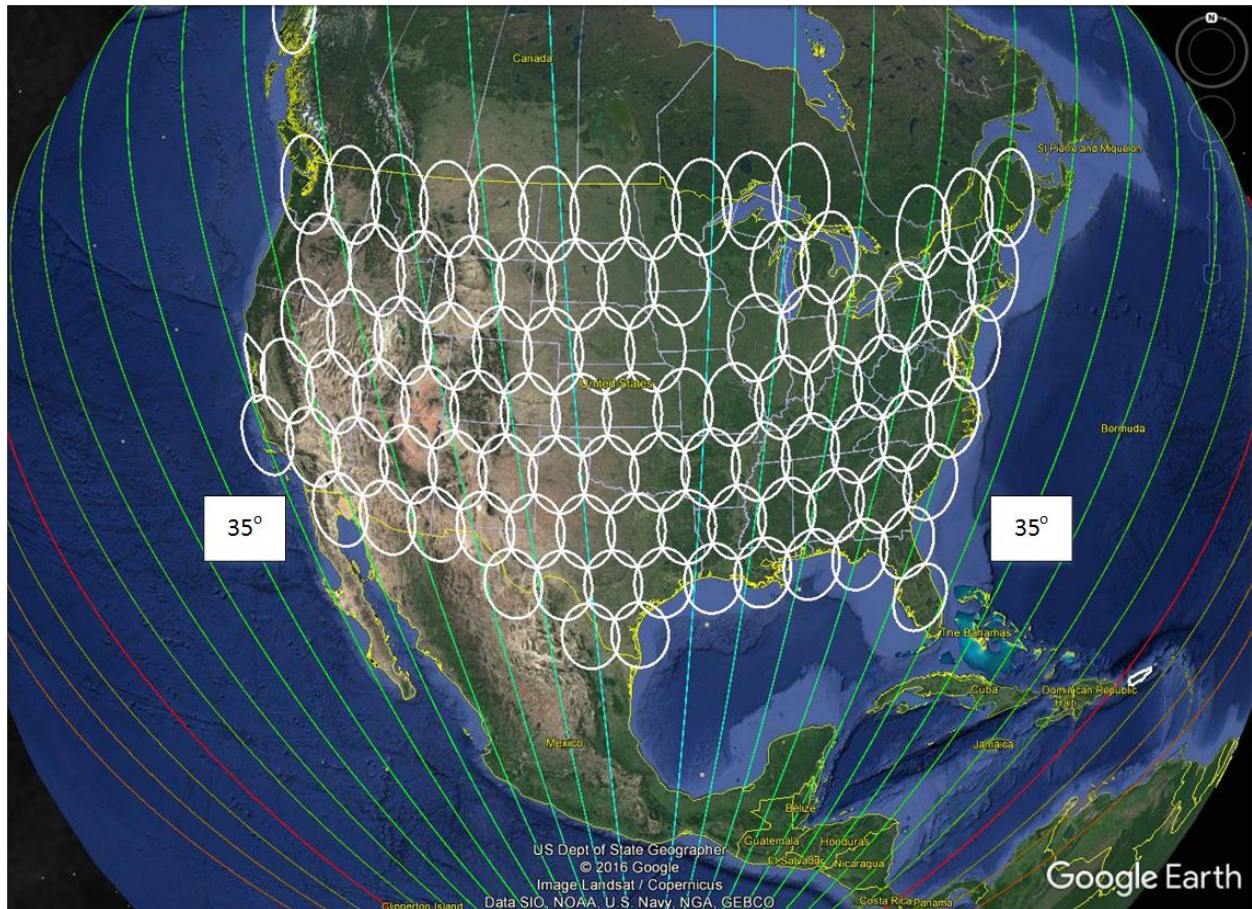 N
Canada
St Pierre and Miquelon
United States
Bermuda
35°
35°
The Bahamas
Cuba
Dominican Republic
Haiti
Mexico
Jamaica
Belize
Guatemala
Honduras
El Salvador
Nicaragua
US Dept of State Geographer
© 2016 Google
Image Landsat / Copernicus
Data SIO, NOAA, U.S. Navy, NGA, GEBCO
Google Earth
Clipperton Island
Costa Rica
Panama